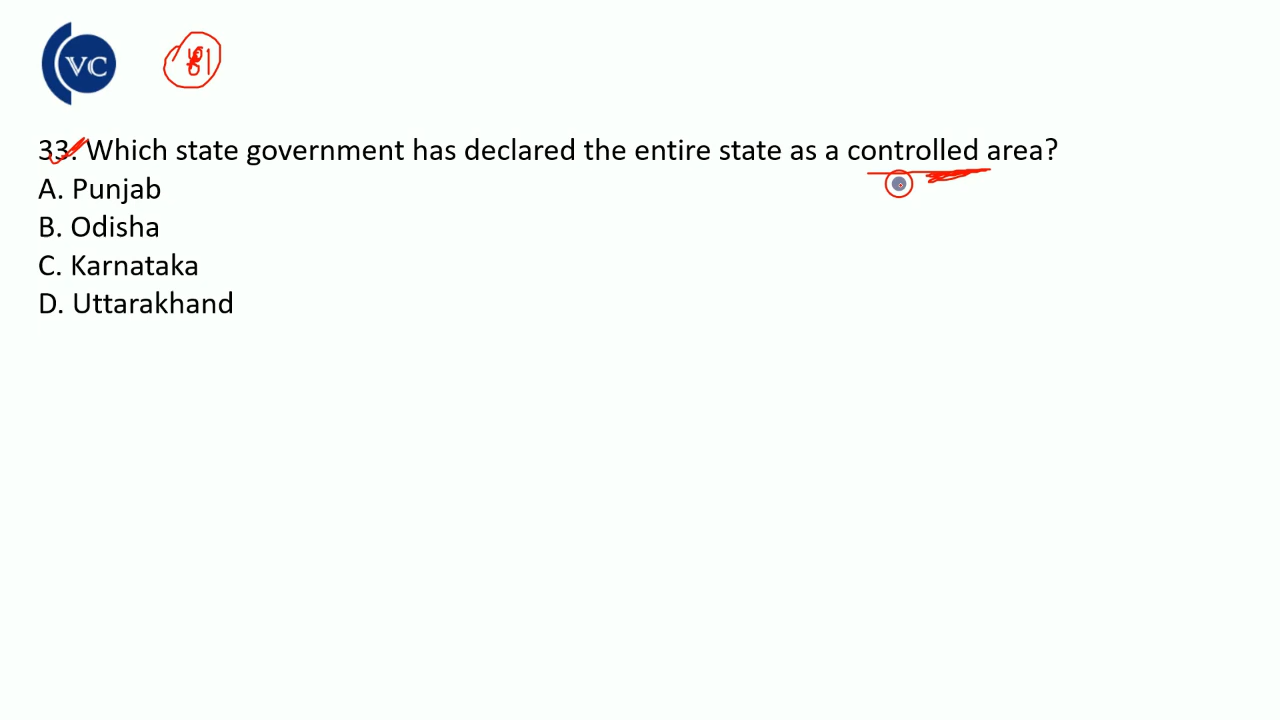 VC
33. Which state government has declared the entire state as a controlled area?
A. Punjab
B. Odisha
C. Karnataka
D. Uttarakhand